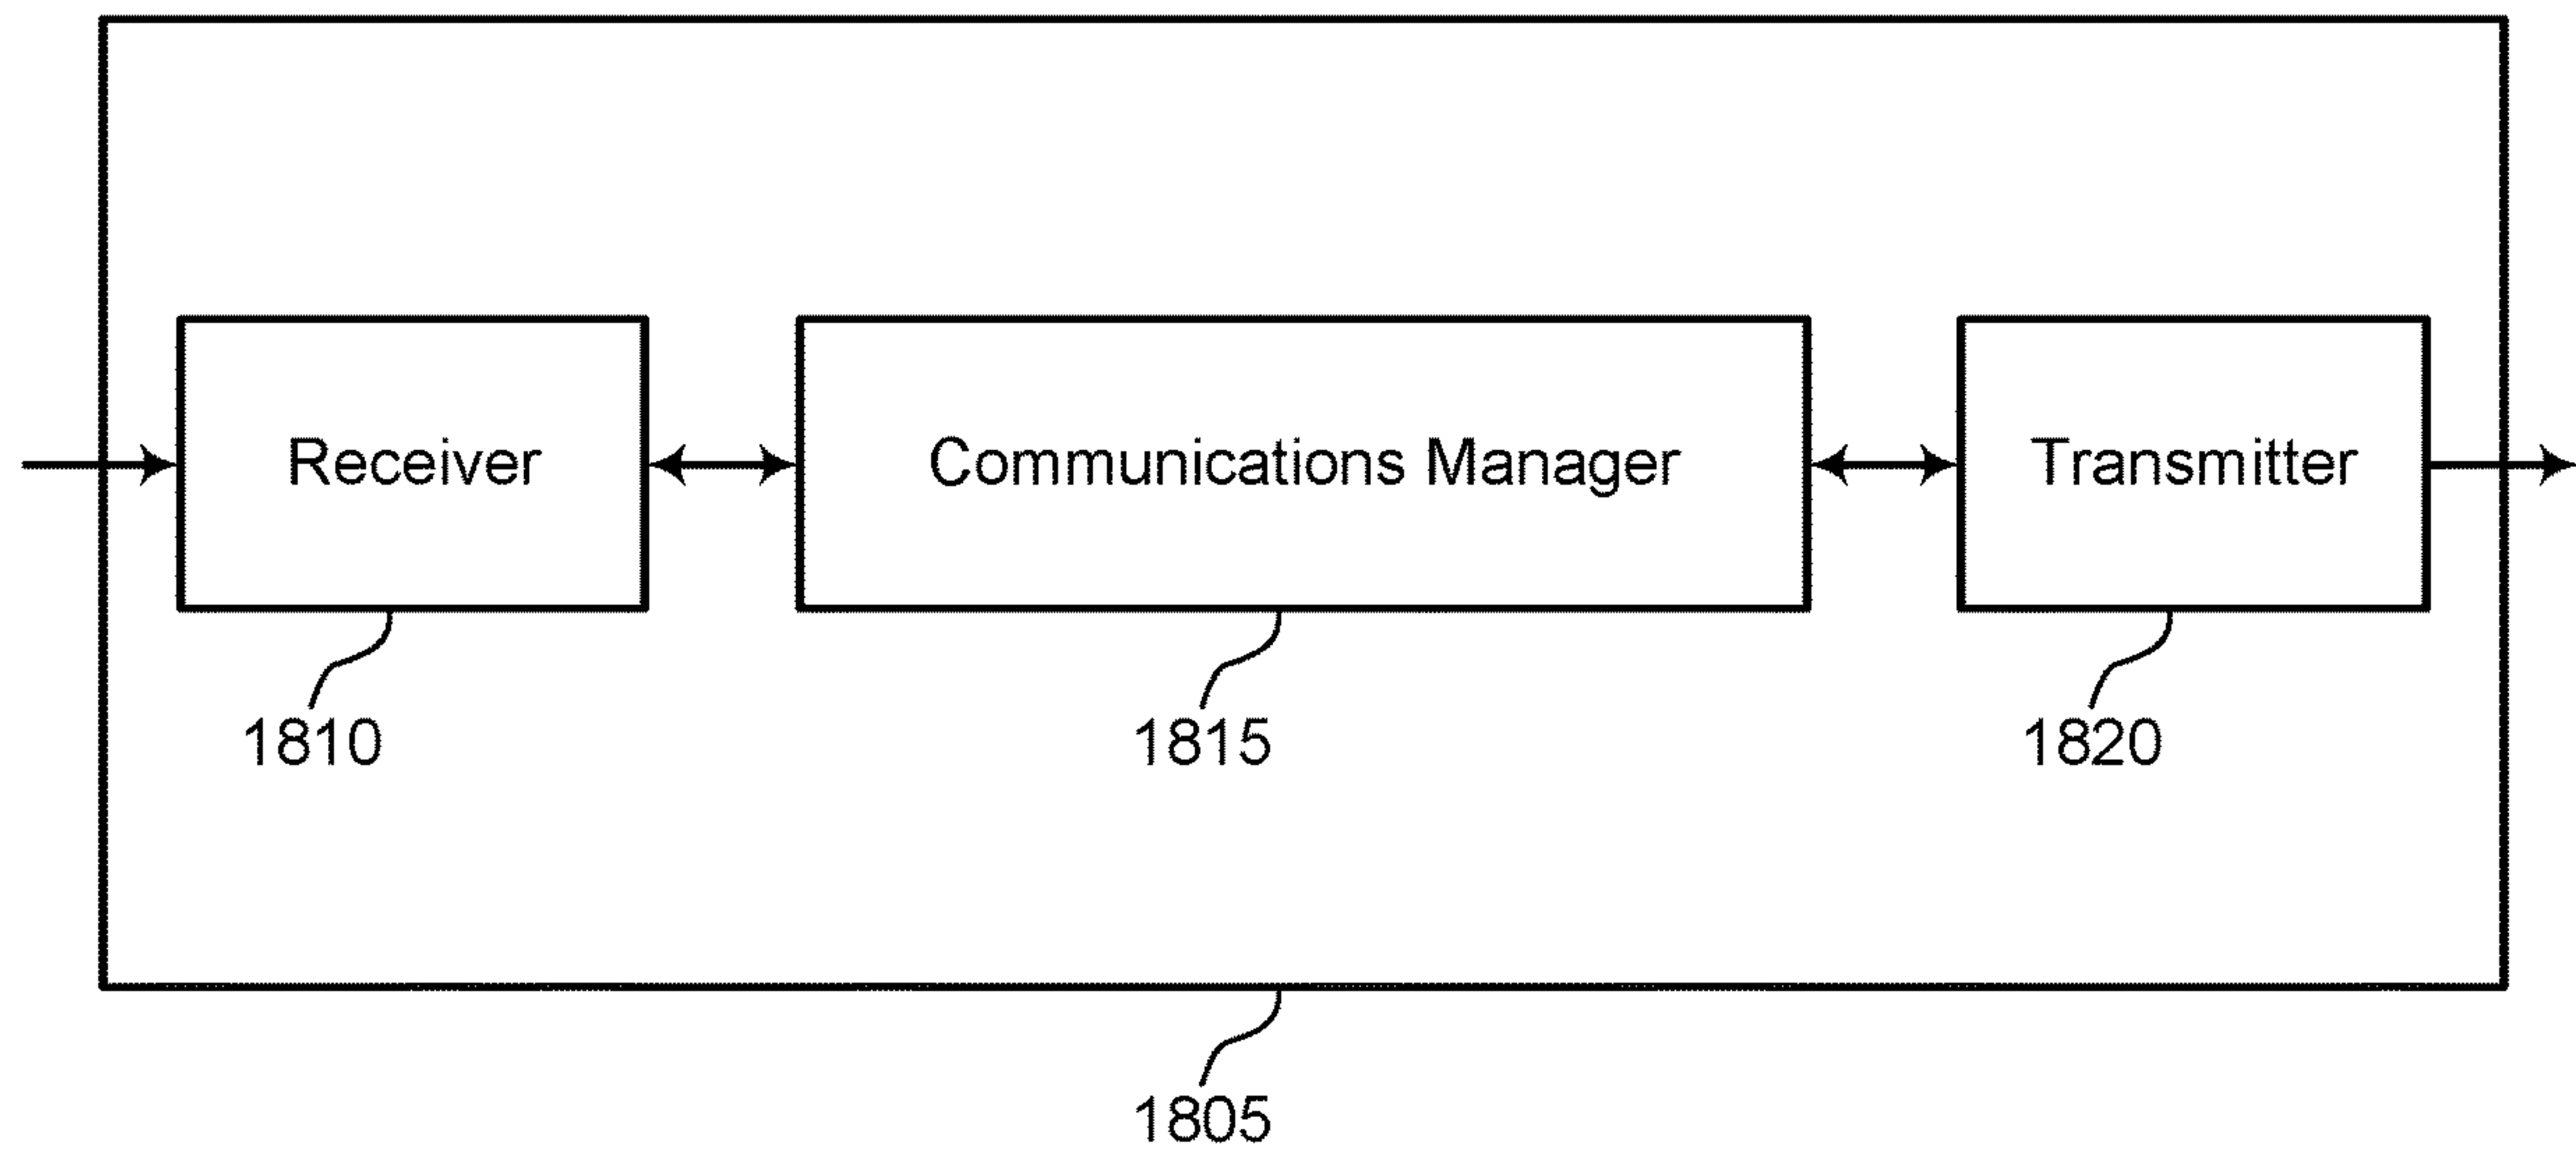 Receiver
Communications Manager
Transmitter
1810
1815
1820
1805